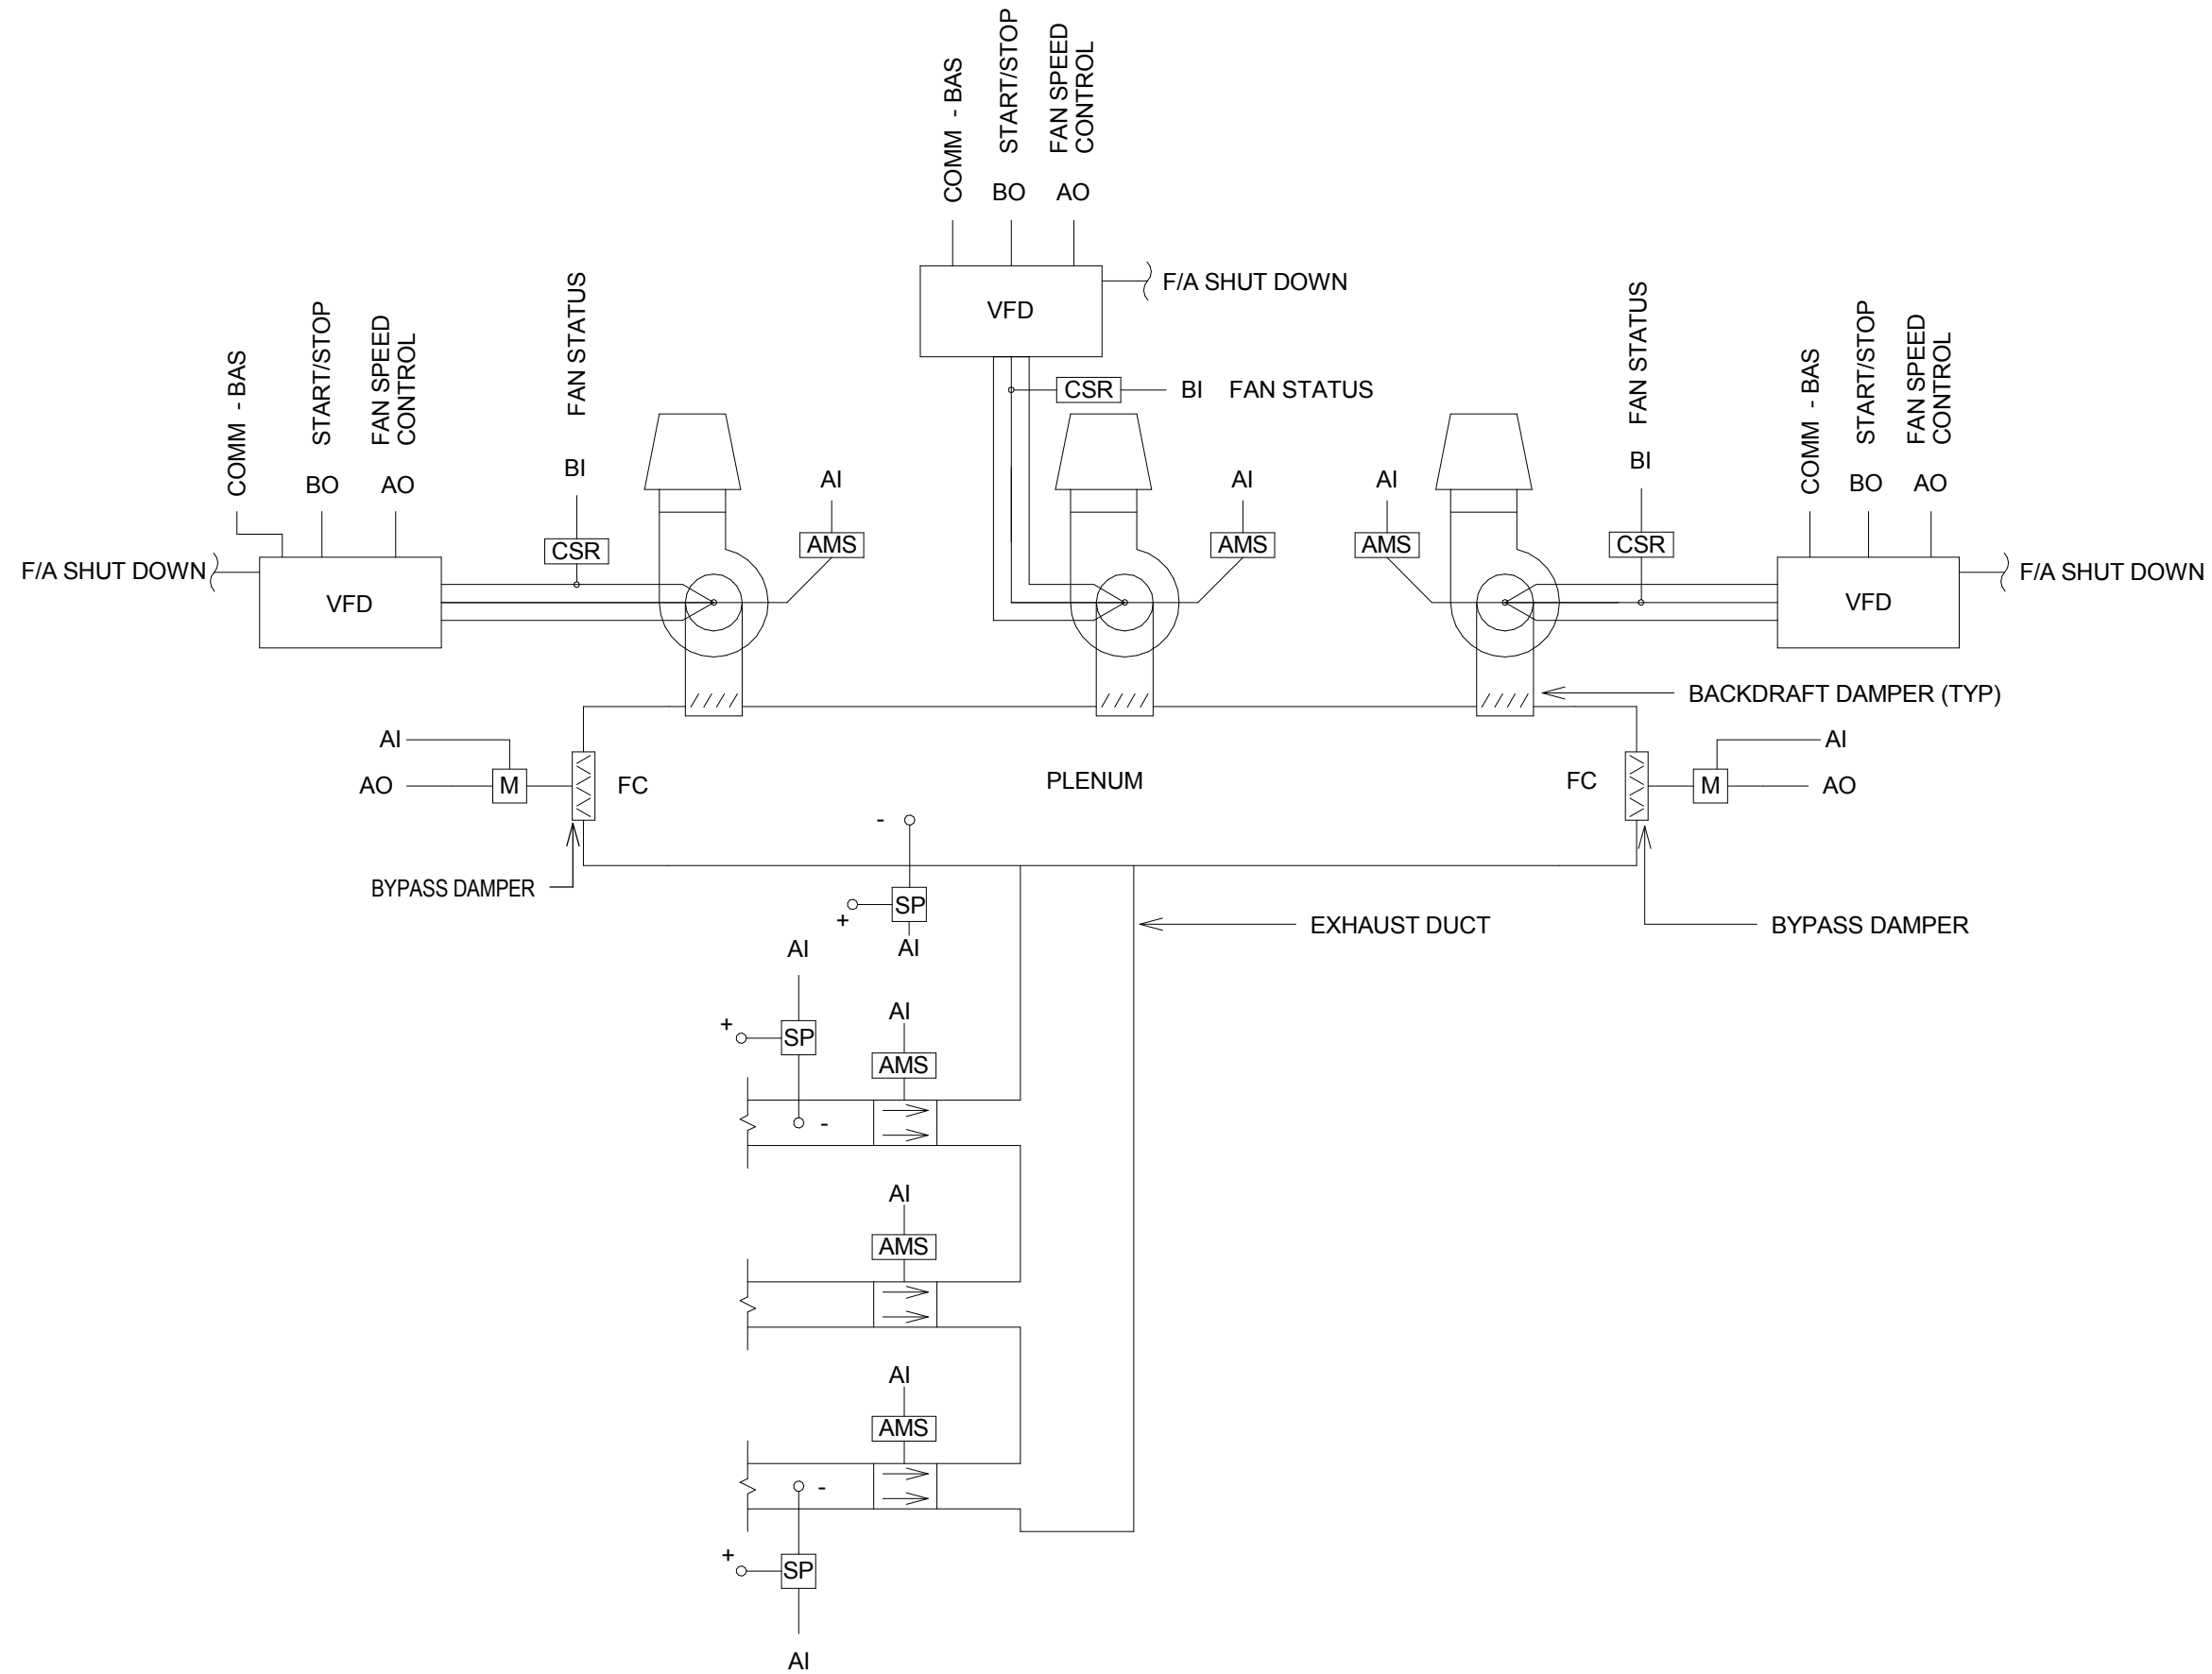 COMM - BAS
START/STOP
FAN SPEED
CONTROL
BO
AO
VFD
F/A SHUT DOWN
CSR
BI
FAN STATUS
COMM - BAS
START/STOP
FAN SPEED
CONTROL
FAN STATUS
BO
AO
BI
CSR
F/A SHUT DOWN
VFD
AI
AMS
AI
AMS
AI
AMS
FAN STATUS
BI
CSR
COMM - BAS
START/STOP
FAN SPEED
CONTROL
BO
AO
VFD
F/A SHUT DOWN
BACKDRAFT DAMPER (TYP)
AI
AO
M
FC
PLENUM
FC
M
AI
AO
BYPASS DAMPER
-
SP
+
AI
EXHAUST DUCT
BYPASS DAMPER
AI
+
SP
-
AI
AMS
AI
AMS
AI
AMS
-
+
SP
AI